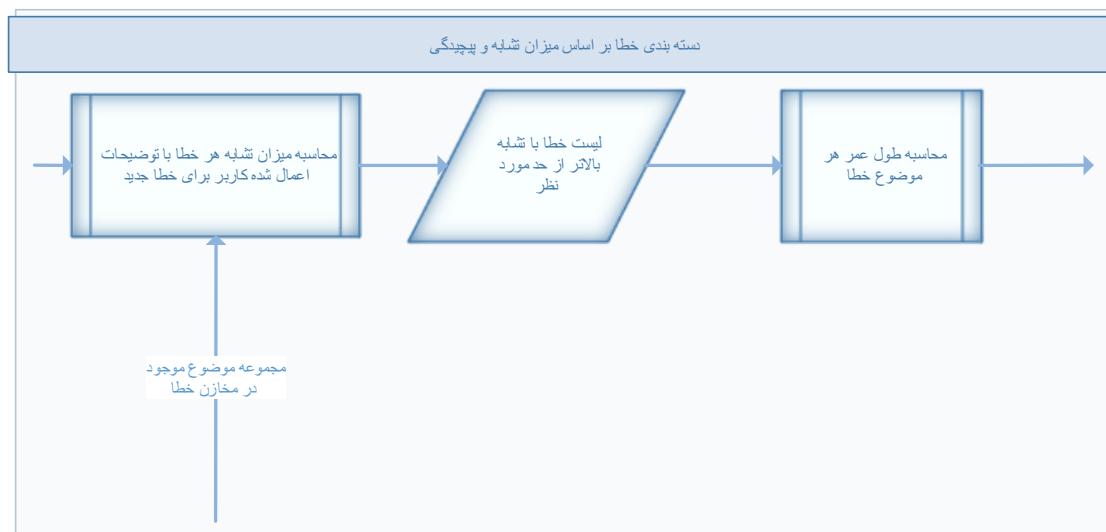 دسته بندی خطا بر اساس میزان تشابه و پیچیدگی
محاسبه میزان تشابه هر خطا با توضیحات
اعمال شده کاربر برای خطا جدید
لیست خطا با تشابه
بالاتر از حد مورد
نظر
محاسبه طول عمر هر
موضوع خطا
مجموعه موضوع موجود
در مخازن خطا